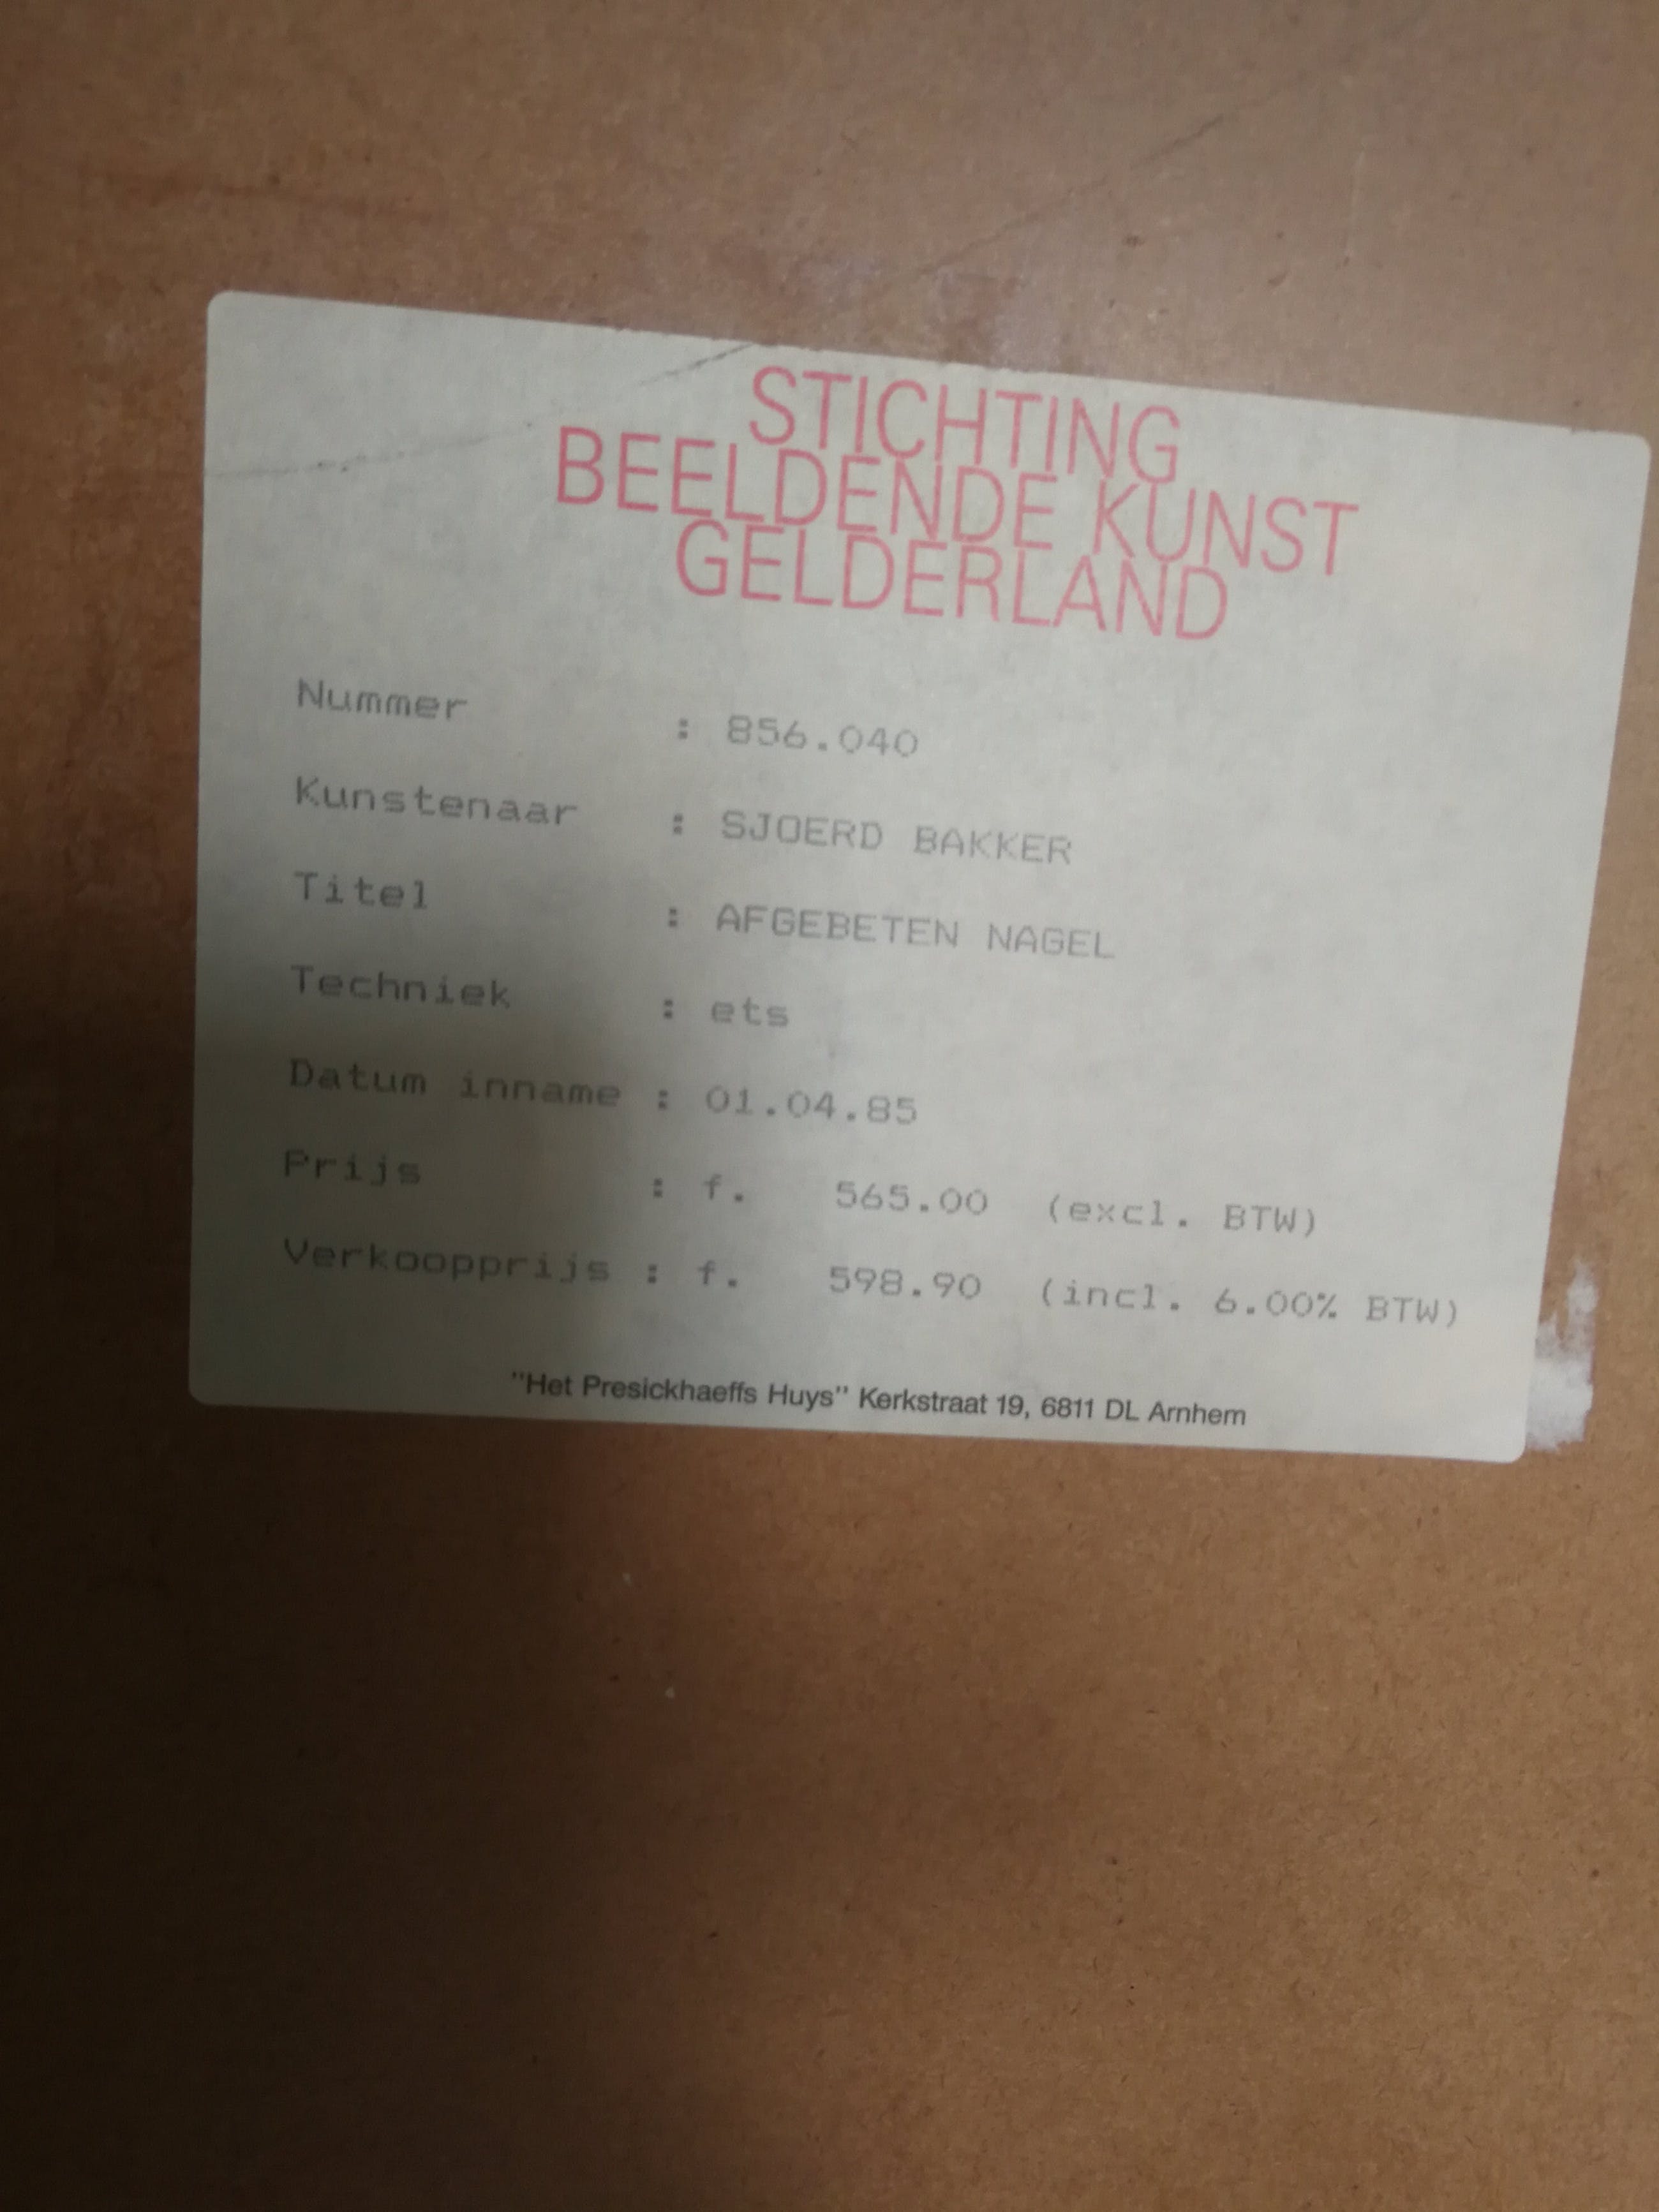 STICHTING
BEELDENDE KUNST
GELDERLAND
Nummer : 856.040
Kunstenaar : SJOERD BAKKER
Titel : AFGEBETEN NAGEL
Techniek : ets
Datum inname : 01.04.85
Prijs : f. 565.00 (excl. BTW)
Verkoopprijs : f. 598.90 (incl. 6.00% BTW)
"Het Presickhaeffs Huys" Kerkstraat 19, 6811 DL Arnhem